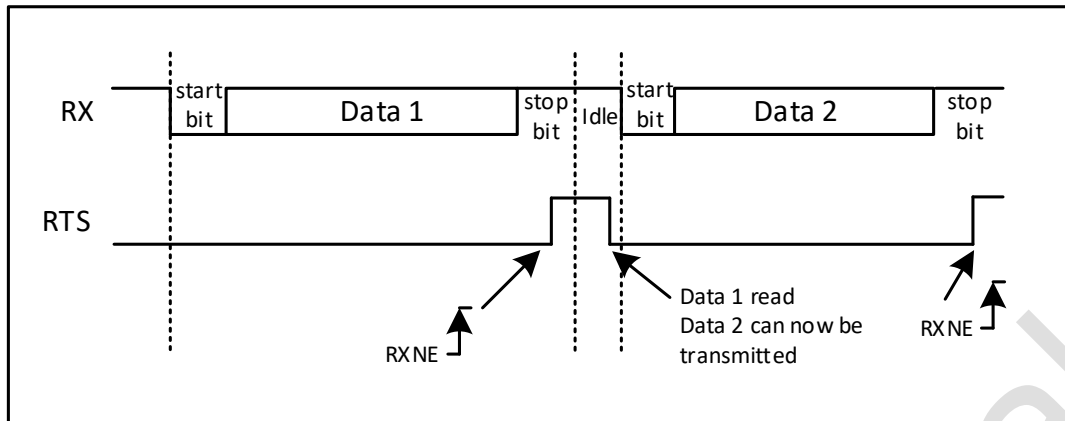 RX
start
bit
Data 1
stop
bit
Idle
start
bit
Data 2
stop
bit
RTS
RXNE
Data 1 read
Data 2 can now be
transmitted
RXNE